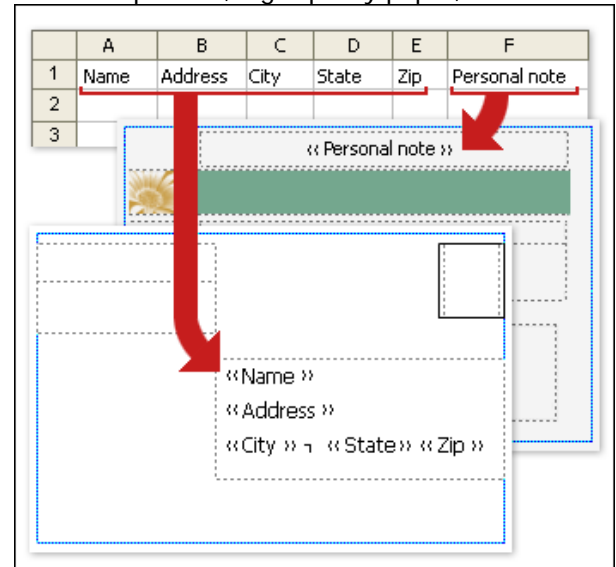 A B C D E F
1 Name Address City State Zip Personal note
2
3
‹‹ Personal note ››
‹‹Name ››
‹‹Address ››
‹‹City ›› ┐ ‹‹ State›› ‹‹ Zip ››